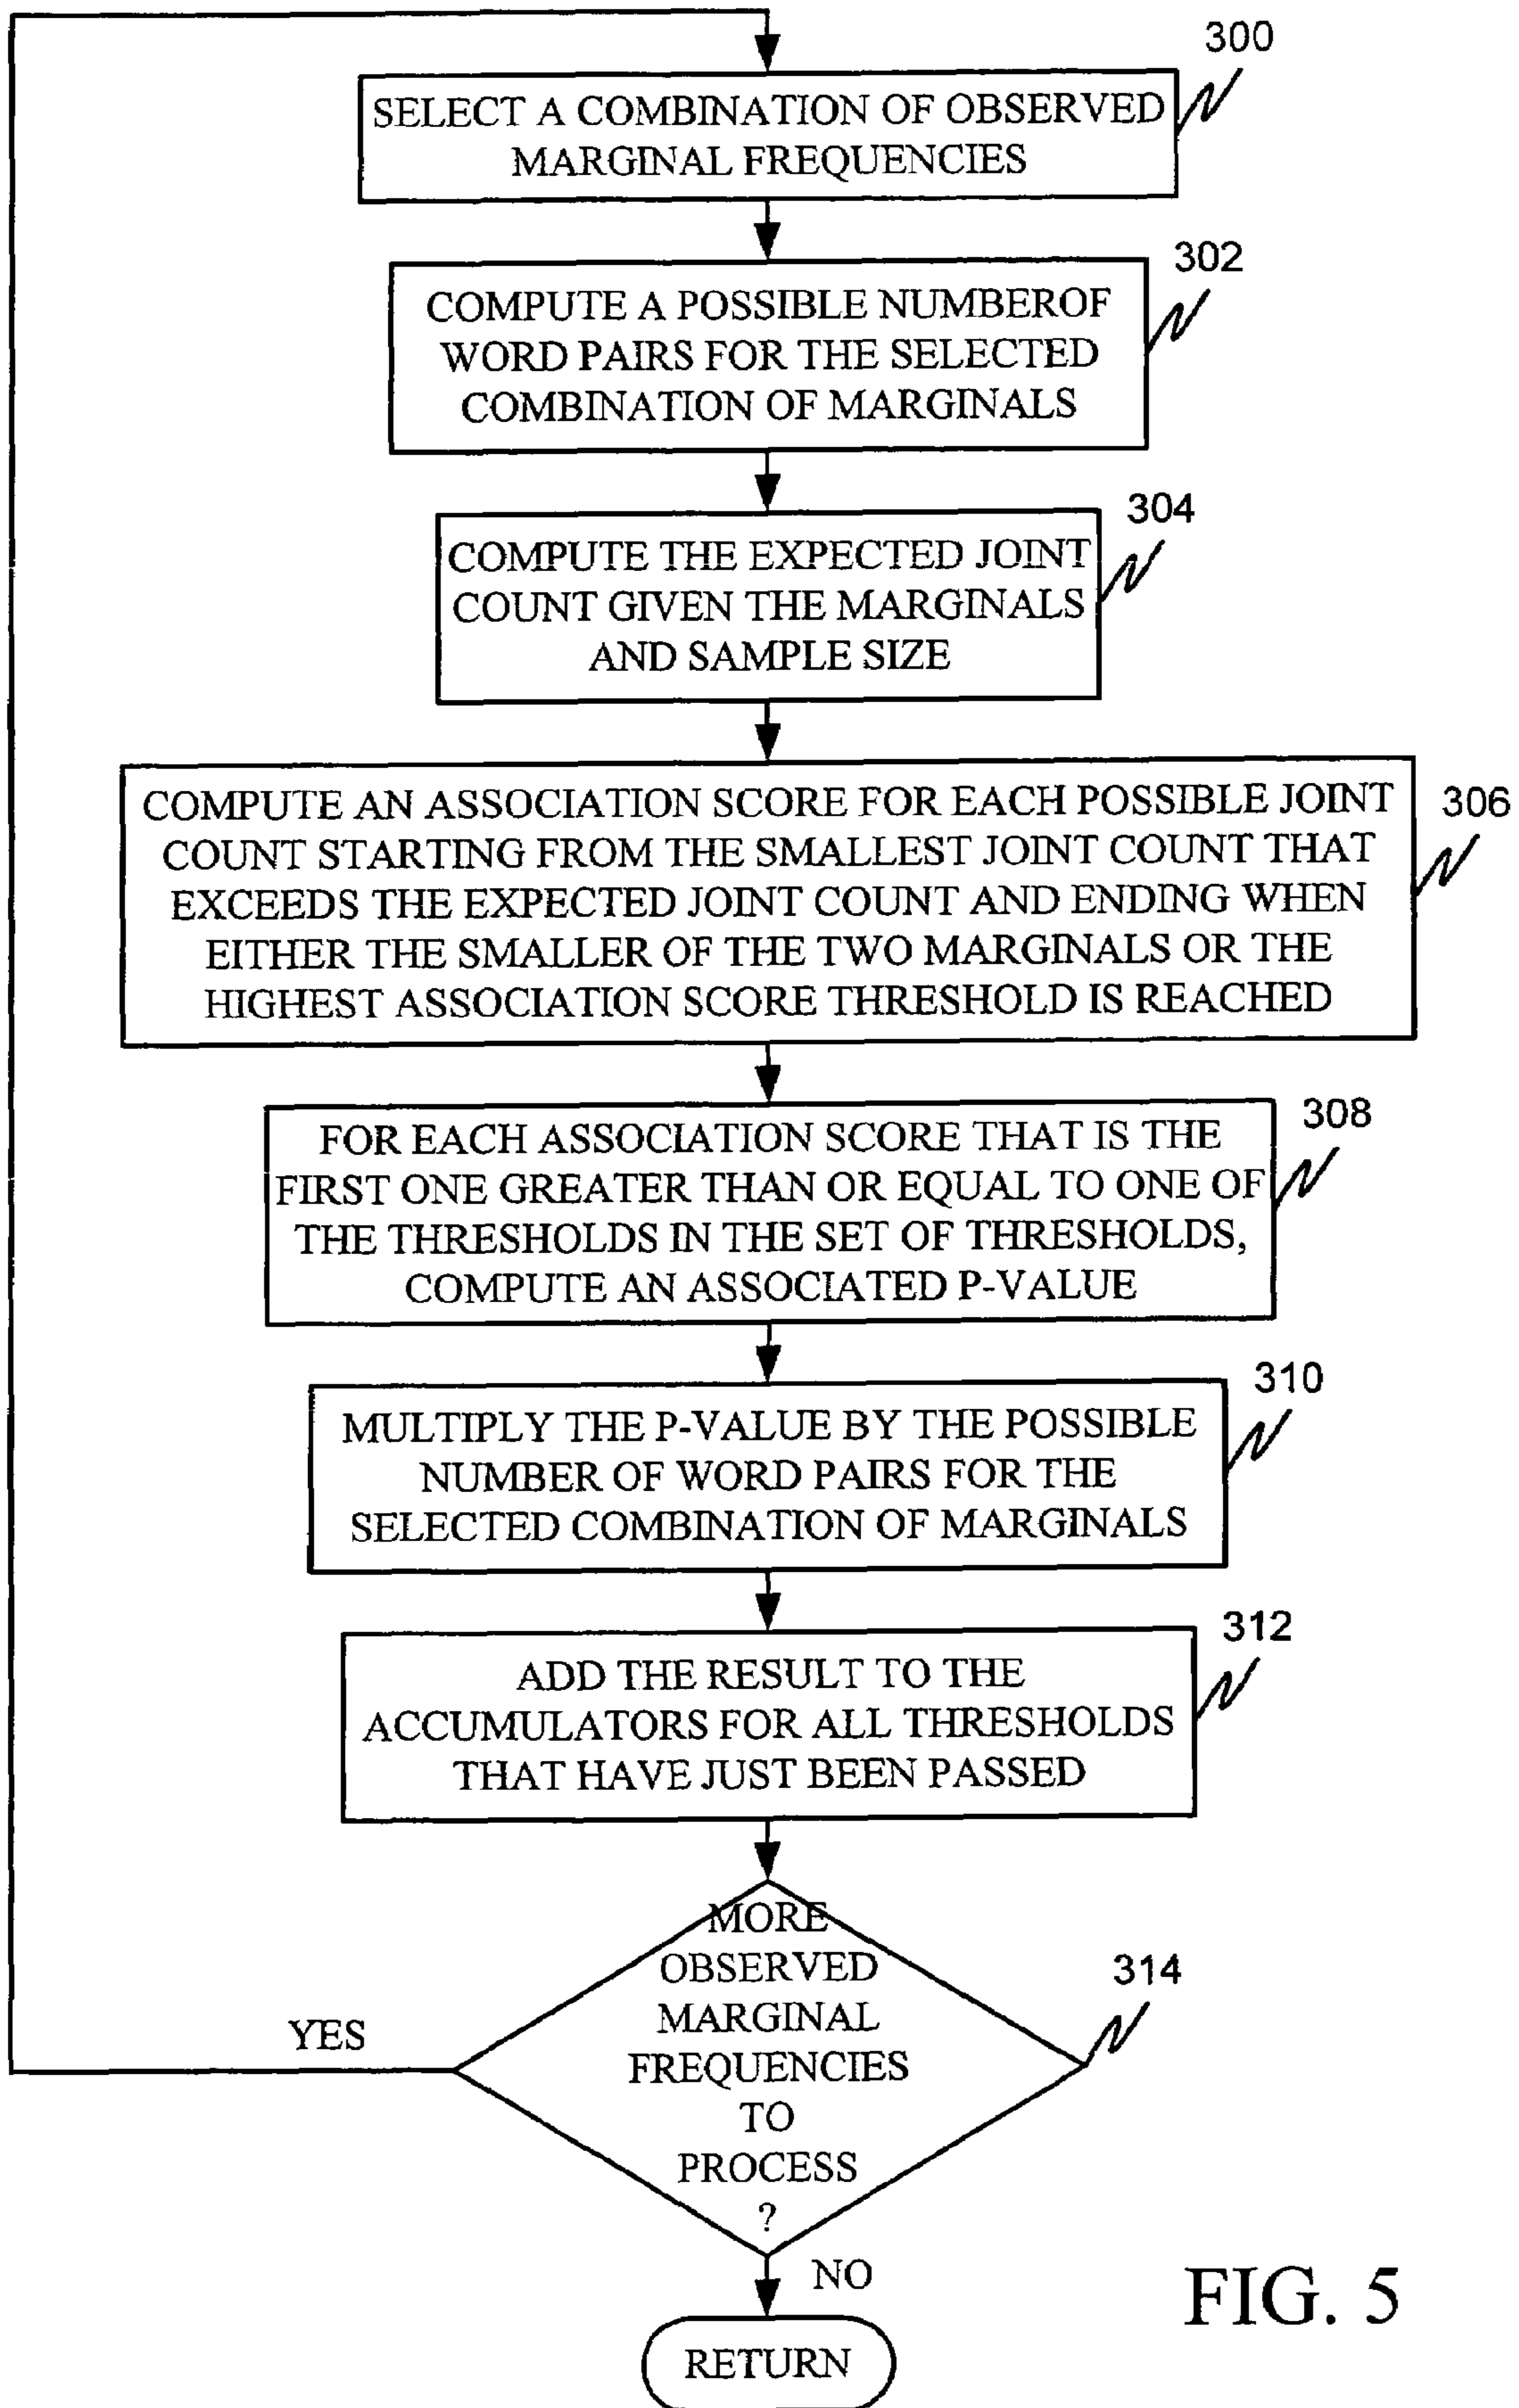 300
SELECT A COMBINATION OF OBSERVED
MARGINAL FREQUENCIES
302
COMPUTE A POSSIBLE NUMBEROF
WORD PAIRS FOR THE SELECTED
COMBINATION OF MARGINALS
304
COMPUTE THE EXPECTED JOINT
COUNT GIVEN THE MARGINALS
AND SAMPLE SIZE
306
COMPUTE AN ASSOCIATION SCORE FOR EACH POSSIBLE JOINT
COUNT STARTING FROM THE SMALLEST JOINT COUNT THAT
EXCEEDS THE EXPECTED JOINT COUNT AND ENDING WHEN
EITHER THE SMALLER OF THE TWO MARGINALS OR THE
HIGHEST ASSOCIATION SCORE THRESHOLD IS REACHED
308
FOR EACH ASSOCIATION SCORE THAT IS THE
FIRST ONE GREATER THAN OR EQUAL TO ONE OF
THE THRESHOLDS IN THE SET OF THRESHOLDS,
COMPUTE AN ASSOCIATED P-VALUE
310
MULTIPLY THE P-VALUE BY THE POSSIBLE
NUMBER OF WORD PAIRS FOR THE
SELECTED COMBINATION OF MARGINALS
312
ADD THE RESULT TO THE
ACCUMULATORS FOR ALL THRESHOLDS
THAT HAVE JUST BEEN PASSED
314
MORE
OBSERVED
MARGINAL
FREQUENCIES
TO
PROCESS
?
YES
NO
RETURN
FIG. 5